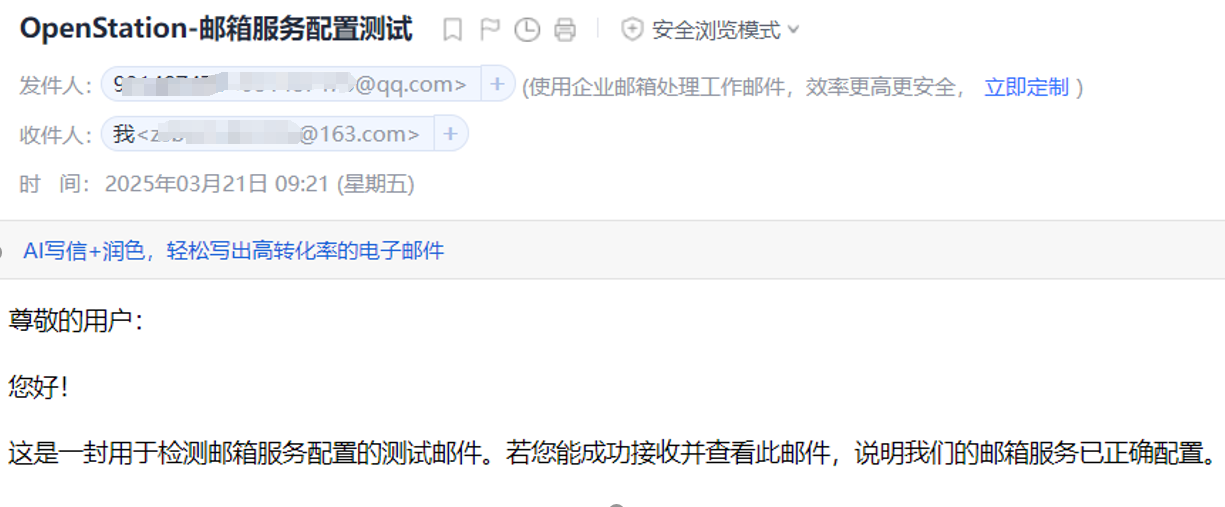 OpenStation-邮箱服务配置测试 安全浏览模式
发件人： @qq.com> + (使用企业邮箱处理工作邮件，效率更高更安全， 立即定制 )
收件人： 我< @163.com> +
时 间： 2025年03月21日 09:21 (星期五)
AI写信+润色，轻松写出高转化率的电子邮件
尊敬的用户：
您好！
这是一封用于检测邮箱服务配置的测试邮件。若您能成功接收并查看此邮件，说明我们的邮箱服务已正确配置。